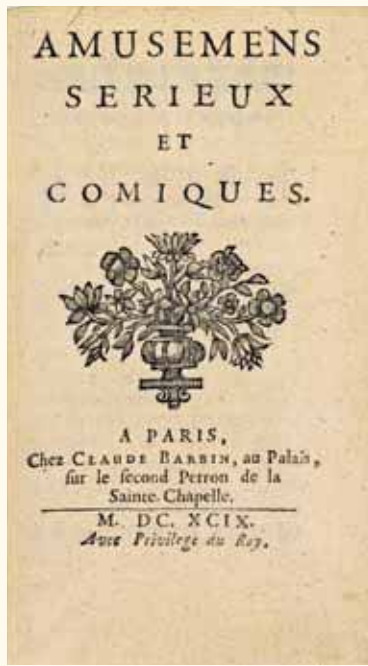 AMUSEMENS
SERIEUX
ET
COMIQUES.
A PARIS,
Chez CLAUDE BARBIN, au Palais,
sur le second Perron de la
Sainte-Chapelle.
M. DC. XCIX.
Avec Privilege du Roy.